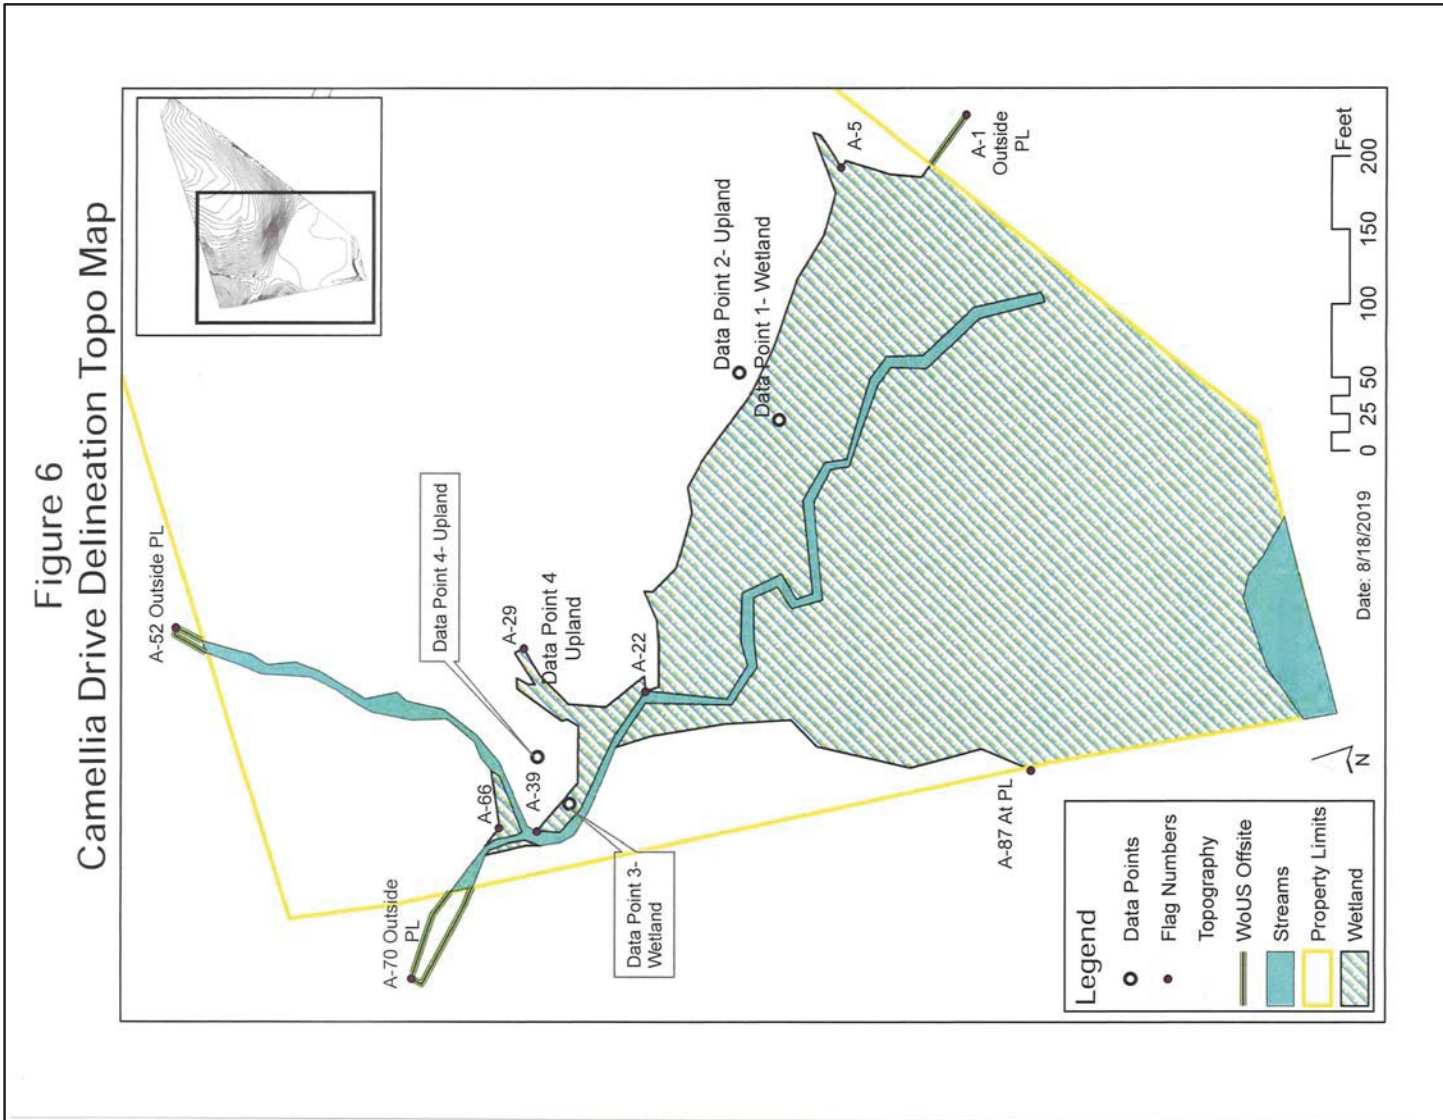 Figure 6
Camellia Drive Delineation Topo Map
A-52 Outside PL
Data Point 4- Upland
A-29
Data Point 4
Upland
A-22
A-66
A-39
A-70 Outside
PL
Data Point 3-
Wetland
Data Point 2- Upland
Data Point 1- Wetland
A-5
A-1
Outside
PL
A-87 At PL
Legend
Data Points
Flag Numbers
Topography
WoUS Offsite
Streams
Property Limits
Wetland
N
Date: 8/18/2019
0 25 50 100 150 200
Feet